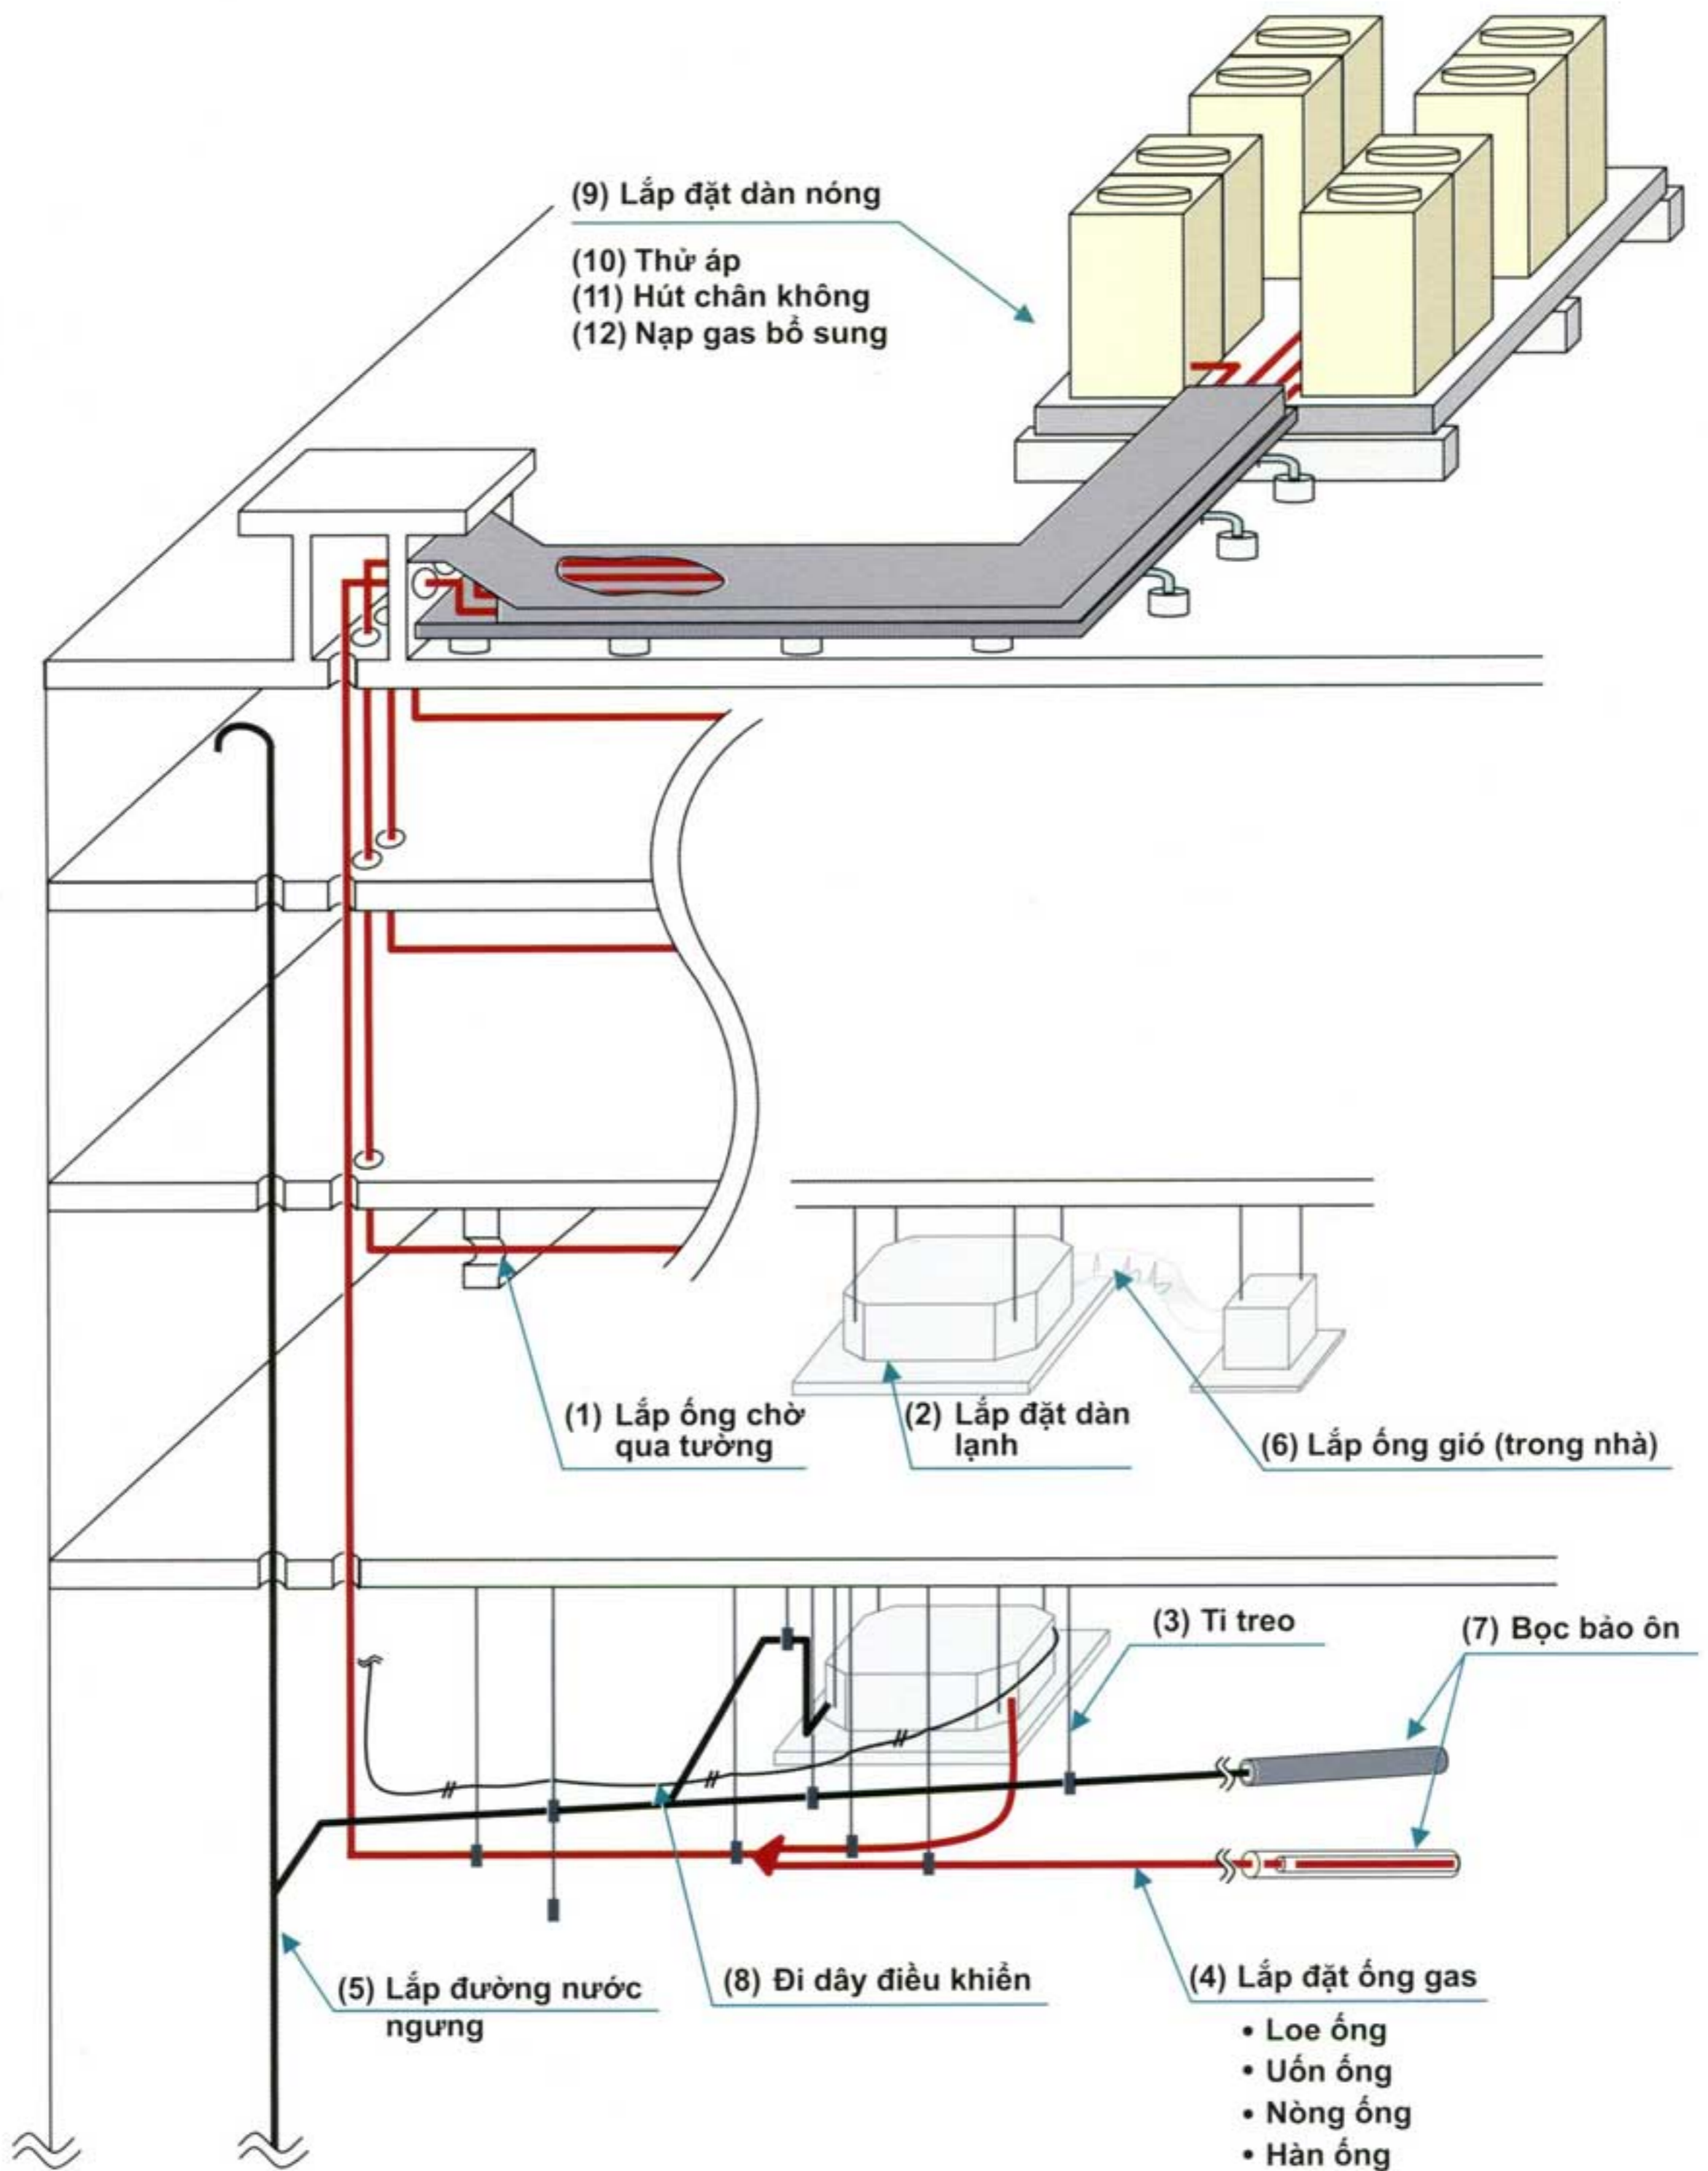 (9) Lắp đặt dàn nóng
(10) Thử áp
(11) Hút chân không
(12) Nạp gas bổ sung
(1) Lắp ống chờ
qua tường
(2) Lắp đặt dàn
lạnh
(6) Lắp ống gió (trong nhà)
(3) Ti treo
(7) Bọc bảo ôn
(5) Lắp đường nước
ngưng
(8) Đi dây điều khiển
(4) Lắp đặt ống gas
• Loe ống
• Uốn ống
• Nòng ống
• Hàn ống